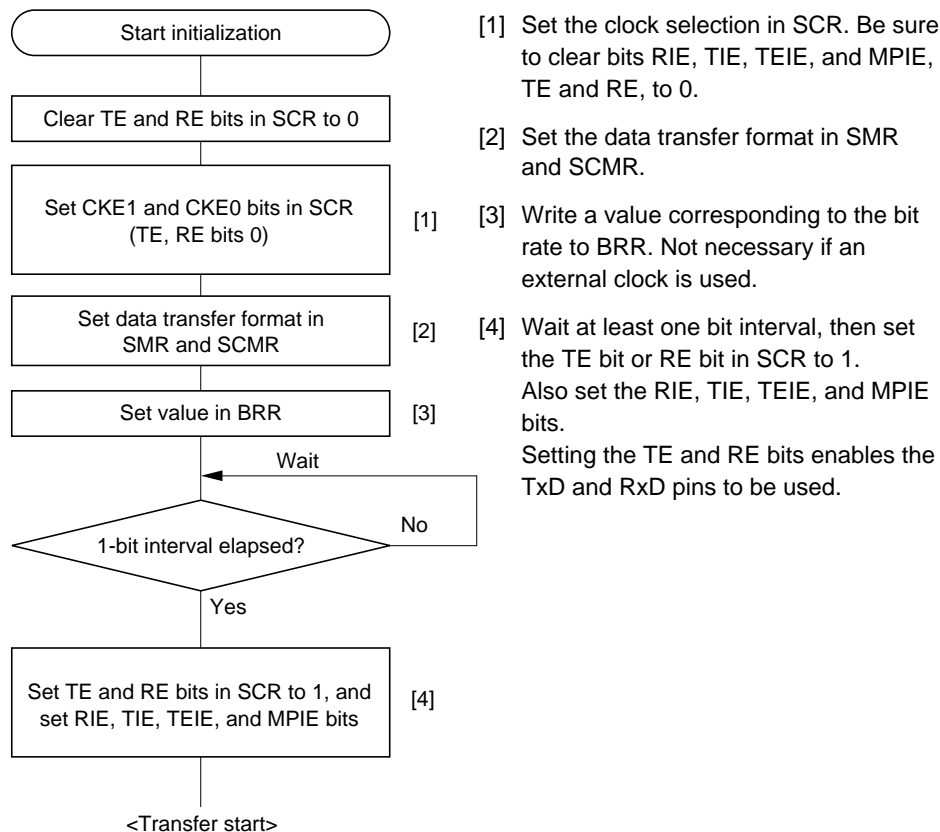 Start initialization
Clear TE and RE bits in SCR to 0
Set CKE1 and CKE0 bits in SCR
(TE, RE bits 0)
[1]
Set data transfer format in
SMR and SCMR
[2]
Set value in BRR
[3]
Wait
No
1-bit interval elapsed?
Yes
Set TE and RE bits in SCR to 1, and
set RIE, TIE, TEIE, and MPIE bits
[4]
<Transfer start>
[1] Set the clock selection in SCR. Be sure
to clear bits RIE, TIE, TEIE, and MPIE,
TE and RE, to 0.
[2] Set the data transfer format in SMR
and SCMR.
[3] Write a value corresponding to the bit
rate to BRR. Not necessary if an
external clock is used.
[4] Wait at least one bit interval, then set
the TE bit or RE bit in SCR to 1.
Also set the RIE, TIE, TEIE, and MPIE
bits.
Setting the TE and RE bits enables the
TxD and RxD pins to be used.